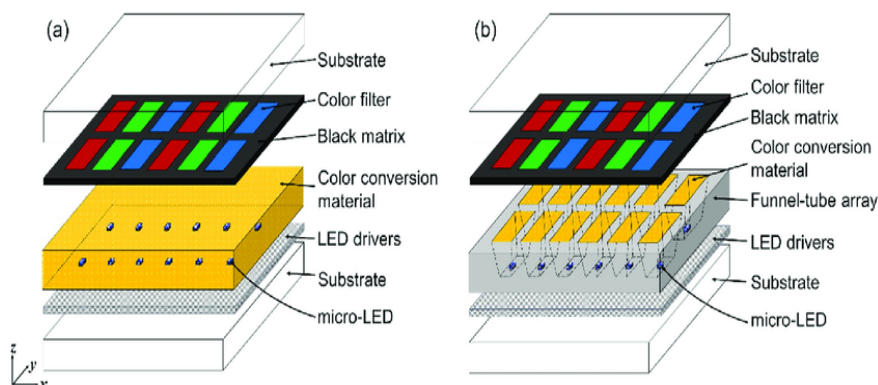 (a)
Substrate
Color filter
Black matrix
Color conversion
material
LED drivers
Substrate
micro-LED
z
y
x
(b)
Substrate
Color filter
Black matrix
Color conversion
material
Funnel-tube array
LED drivers
Substrate
micro-LED